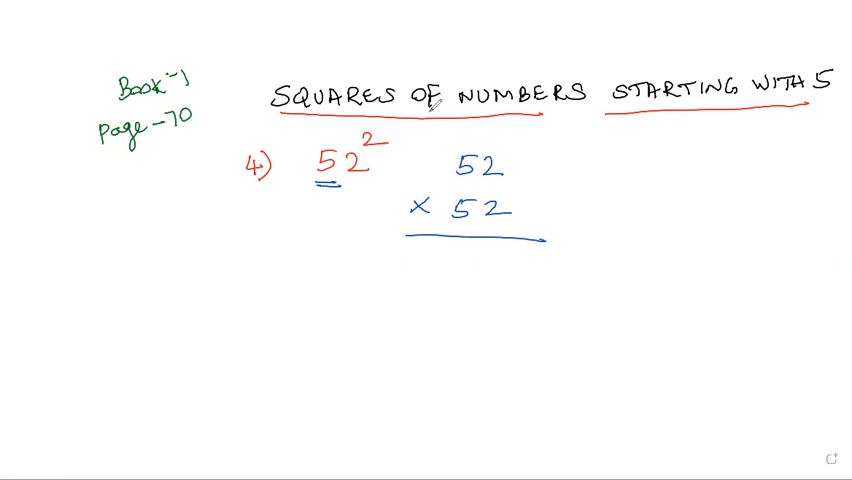 Book:-1
Page-70
SQUARES OF NUMBERS STARTING WITH 5
4) 52²
52
× 52